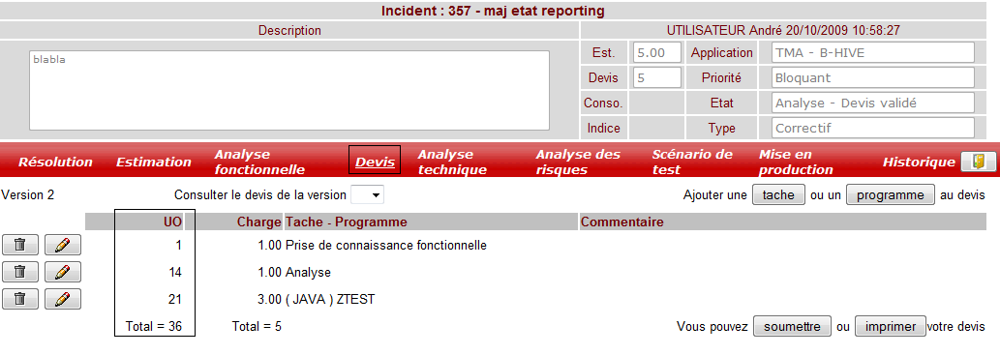 Incident : 357 - maj etat reporting
Description
UTILISATEUR André 20/10/2009 10:58:27
blabla
Est. 5.00 Application TMA - B-HIVE
Devis 5 Priorité Bloquant
Conso. Etat Analyse - Devis validé
Indice Type Correctif
Résolution Estimation Analyse fonctionnelle Devis Analyse technique Analyse des risques Scénario de test Mise en production Historique
Version 2 Consulter le devis de la version Ajouter une tache ou un programme au devis
UO Charge Tache - Programme Commentaire
1 1.00 Prise de connaissance fonctionnelle
14 1.00 Analyse
21 3.00 ( JAVA ) ZTEST
Total = 36 Total = 5 Vous pouvez soumettre ou imprimer votre devis